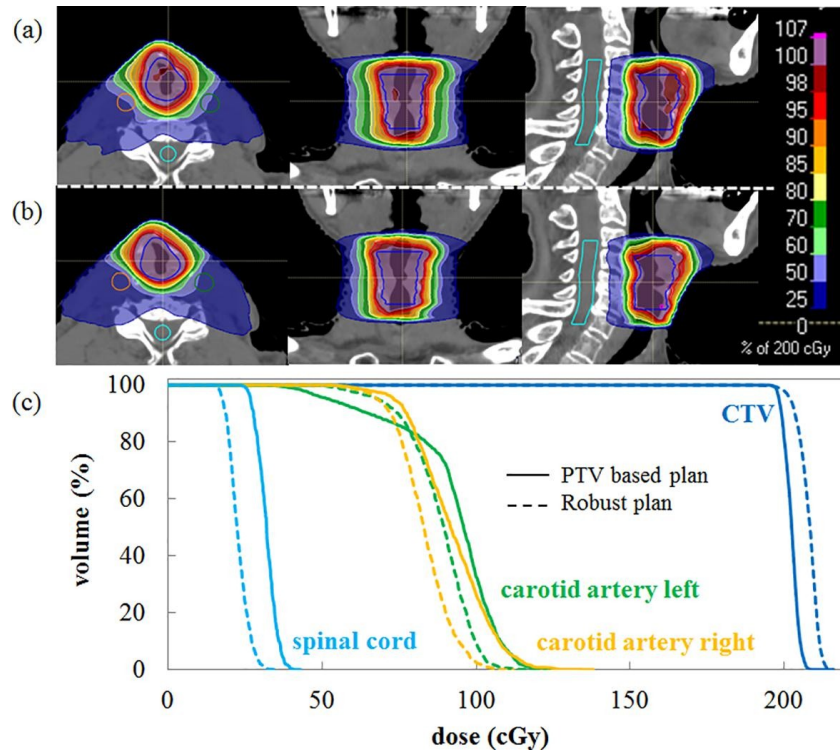 (a)
107
100
98
95
90
85
80
70
60
50
25
0
% of 200 cGy
(b)
(c)
100
80
60
40
20
0
volume (%)
CTV
PTV based plan
Robust plan
carotid artery left
carotid artery right
spinal cord
0 50 100 150 200
dose (cGy)